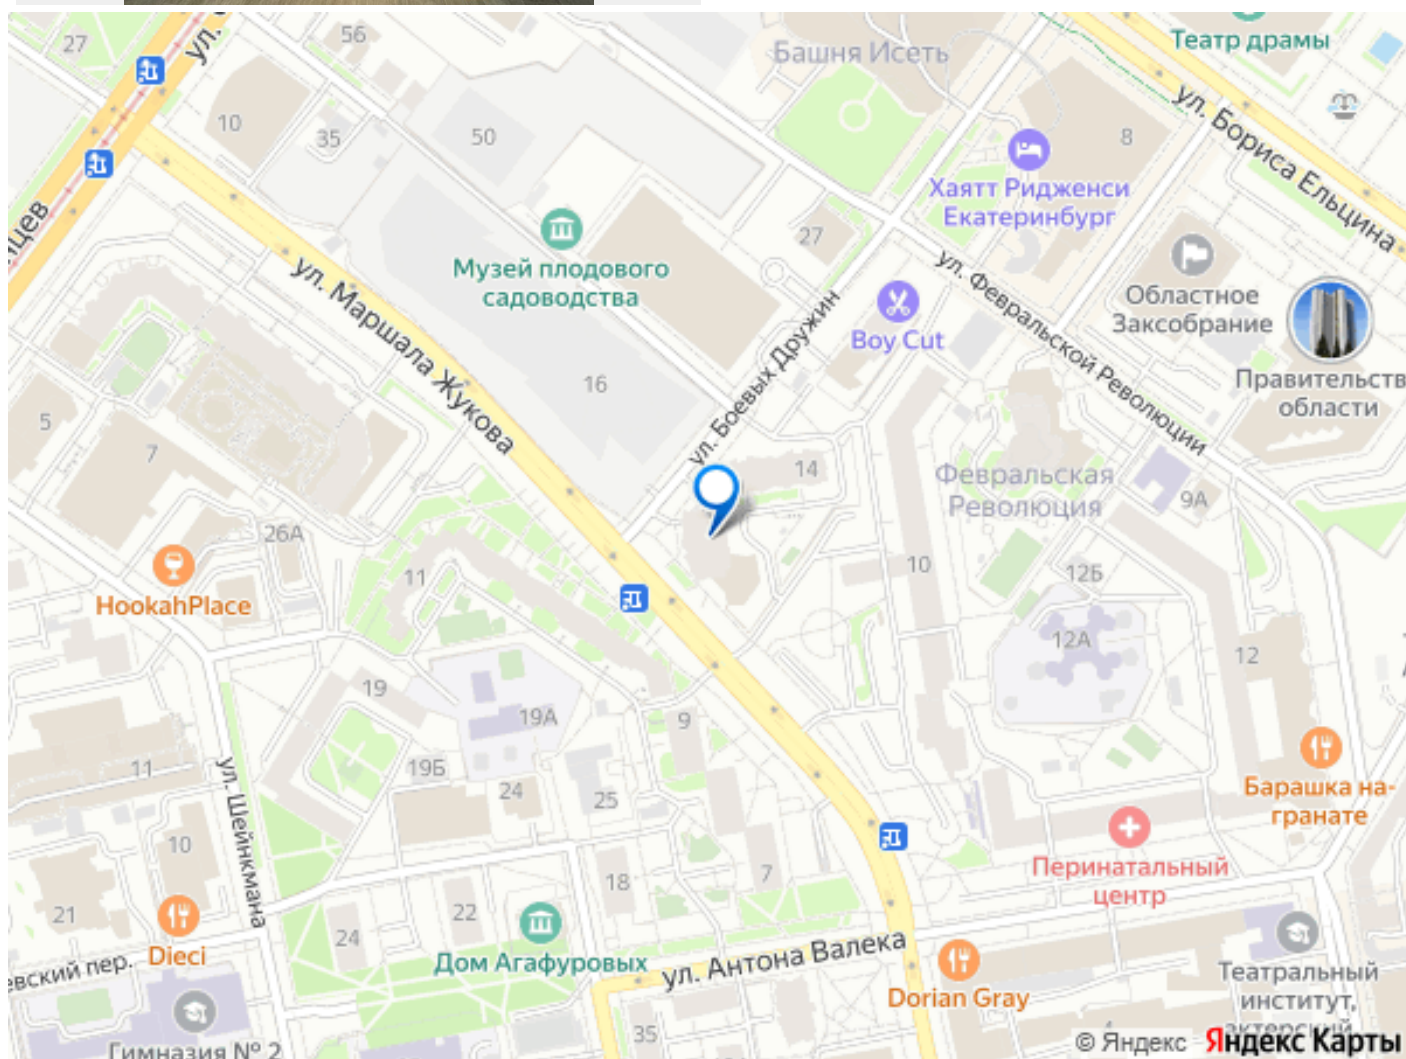 27
56
ул.
Башня Исеть
Театр драмы
10
35
50
8
ул. Бориса Ельцина
Хаятт Ридженси
Екатеринбург
Музей плодового
садоводства
27
ул. Маршала Жукова
ул. Февральской Революции
Областное
Заксобрание
Boy Cut
ул. Боевых Дружин
Правительств
области
16
5
7
14
Февральская
Революция
9А
26А
HookahPlace
11
10
12Б
12А
12
19
19А
9
19Б
24
25
11
ул. Шейнкмана
Барашка на-
гранате
10
18
7
Перинатальный
центр
21
Dieci
22
24
Дом Агафуровых
ул. Антона Валека
евский пер.
Dorian Gray
Театральный
институт,
актерский
35
Гимназия № 2
© Яндекс Яндекс Карты